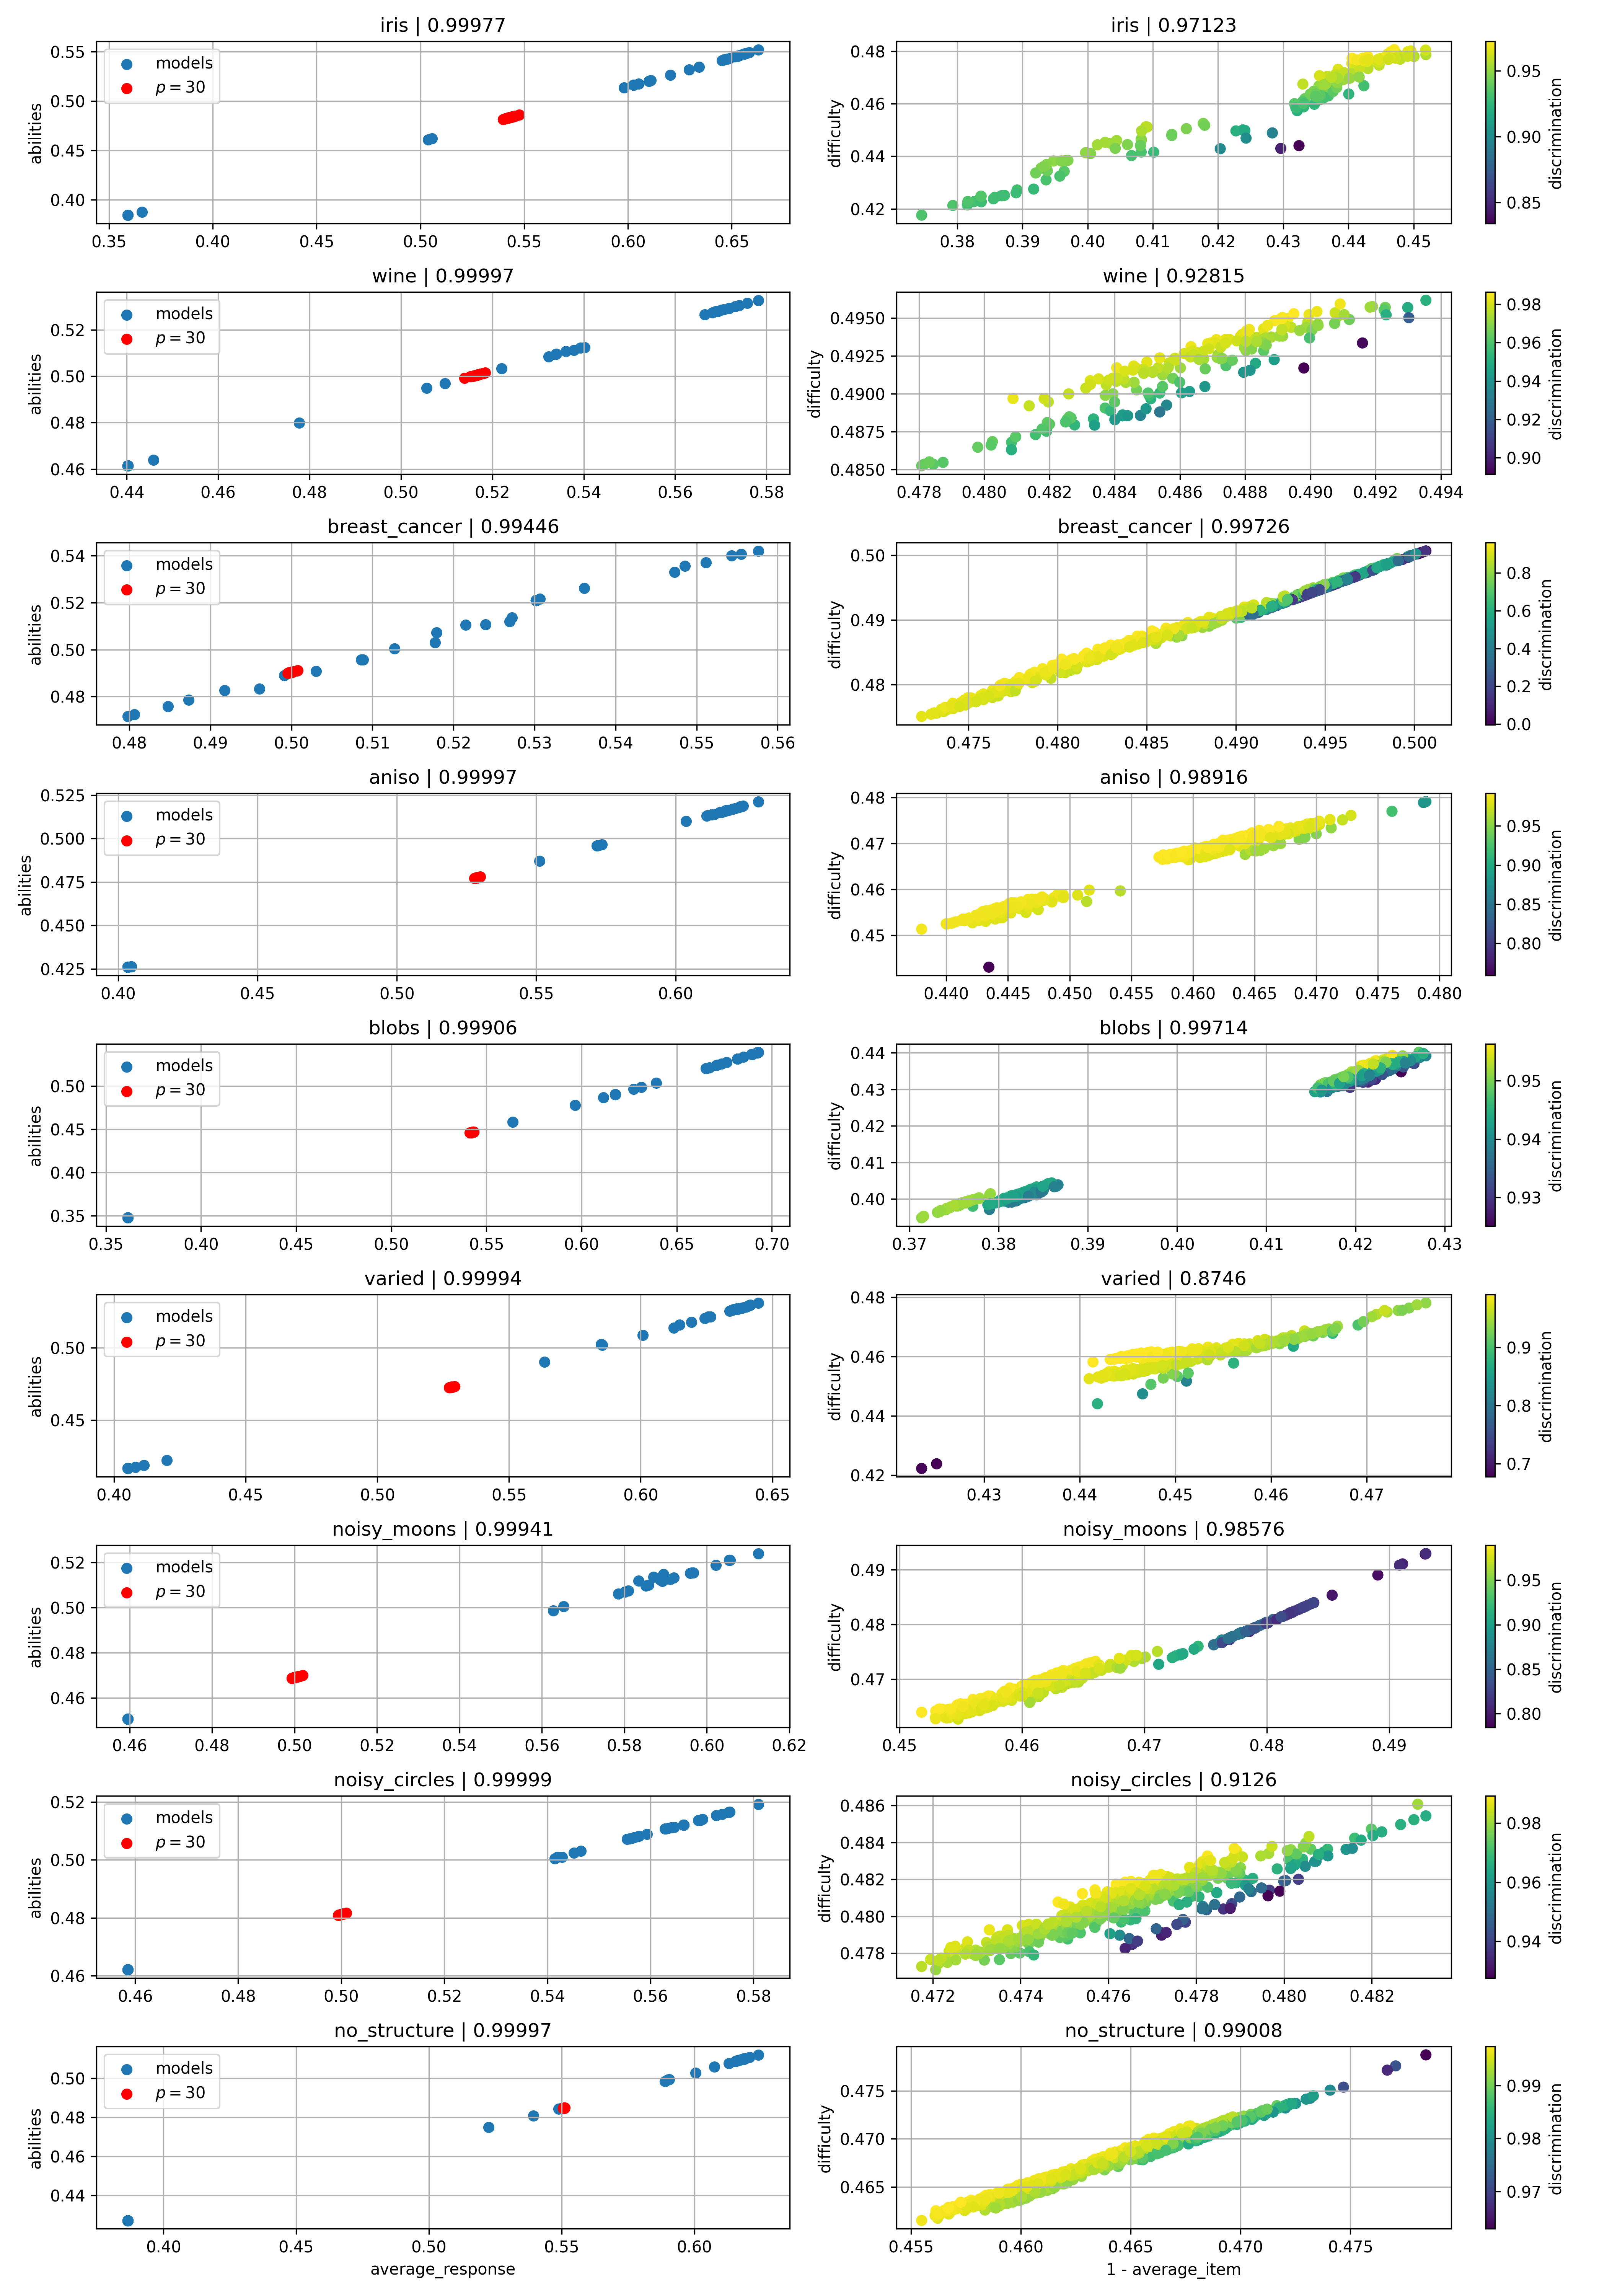 iris | 0.99977
abilities
0.55
0.50
0.45
0.40
models
p = 30
0.35 0.40 0.45 0.50 0.55 0.60 0.65
iris | 0.97123
difficulty
0.48
0.46
0.44
0.42
0.38 0.39 0.40 0.41 0.42 0.43 0.44 0.45
0.95
0.90
0.85
discrimination
wine | 0.99997
abilities
0.52
0.50
0.48
0.46
models
p = 30
0.44 0.46 0.48 0.50 0.52 0.54 0.56 0.58
wine | 0.92815
difficulty
0.4950
0.4925
0.4900
0.4875
0.4850
0.478 0.480 0.482 0.484 0.486 0.488 0.490 0.492 0.494
0.98
0.96
0.94
0.92
0.90
discrimination
breast_cancer | 0.99446
abilities
0.54
0.52
0.50
0.48
models
p = 30
0.48 0.49 0.50 0.51 0.52 0.53 0.54 0.55 0.56
breast_cancer | 0.99726
difficulty
0.50
0.49
0.48
0.475 0.480 0.485 0.490 0.495 0.500
0.8
0.6
0.4
0.2
0.0
discrimination
aniso | 0.99997
abilities
0.525
0.500
0.475
0.450
0.425
models
p = 30
0.40 0.45 0.50 0.55 0.60
aniso | 0.98916
difficulty
0.48
0.47
0.46
0.45
0.440 0.445 0.450 0.455 0.460 0.465 0.470 0.475 0.480
0.95
0.90
0.85
0.80
discrimination
blobs | 0.99906
abilities
0.50
0.45
0.40
0.35
models
p = 30
0.35 0.40 0.45 0.50 0.55 0.60 0.65 0.70
blobs | 0.99714
difficulty
0.44
0.43
0.42
0.41
0.40
0.37 0.38 0.39 0.40 0.41 0.42 0.43
0.95
0.94
0.93
discrimination
varied | 0.99994
abilities
0.50
0.45
models
p = 30
0.40 0.45 0.50 0.55 0.60 0.65
varied | 0.8746
difficulty
0.48
0.46
0.44
0.42
0.43 0.44 0.45 0.46 0.47
0.9
0.8
0.7
discrimination
noisy_moons | 0.99941
abilities
0.52
0.50
0.48
0.46
models
p = 30
0.46 0.48 0.50 0.52 0.54 0.56 0.58 0.60 0.62
noisy_moons | 0.98576
difficulty
0.49
0.48
0.47
0.45 0.46 0.47 0.48 0.49
0.95
0.90
0.85
0.80
discrimination
noisy_circles | 0.99999
abilities
0.52
0.50
0.48
0.46
models
p = 30
0.46 0.48 0.50 0.52 0.54 0.56 0.58
noisy_circles | 0.9126
difficulty
0.486
0.484
0.482
0.480
0.478
0.472 0.474 0.476 0.478 0.480 0.482
0.98
0.96
0.94
discrimination
no_structure | 0.99997
abilities
0.50
0.48
0.46
0.44
models
p = 30
0.40 0.45 0.50 0.55 0.60
average_response
no_structure | 0.99008
difficulty
0.475
0.470
0.465
0.455 0.460 0.465 0.470 0.475
1 - average_item
0.99
0.98
0.97
discrimination